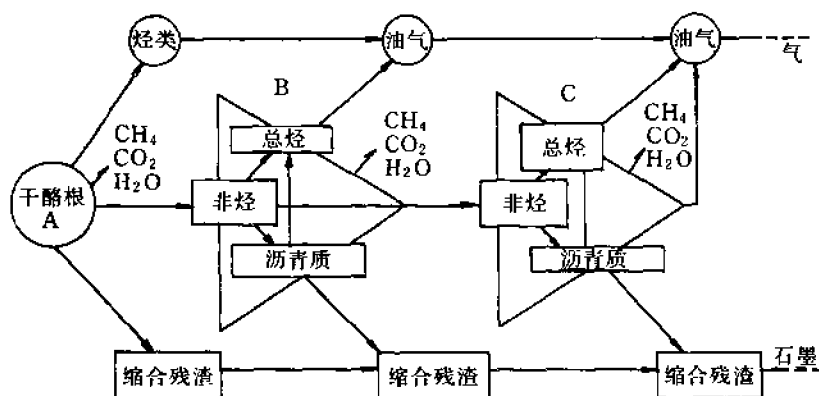 烃类
油气
油气
气
B
C
CH₄
CO₂
H₂O
总烃
CH₄
CO₂
H₂O
总烃
CH₄
CO₂
H₂O
干酪根
A
非烃
非烃
沥青质
沥青质
缩合残渣
缩合残渣
缩合残渣
石墨